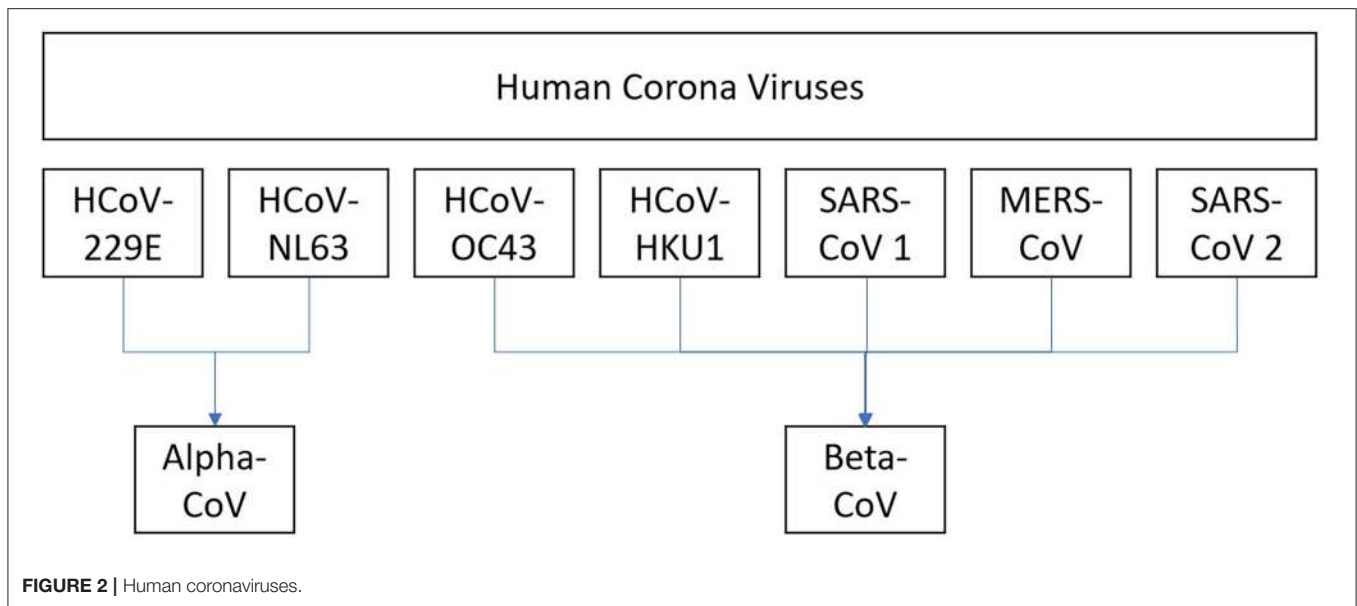 Human Corona Viruses
HCoV-
229E
HCoV-
NL63
HCoV-
OC43
HCoV-
HKU1
SARS-
CoV 1
MERS-
CoV
SARS-
CoV 2
Alpha-
CoV
Beta-
CoV
FIGURE 2 | Human coronaviruses.